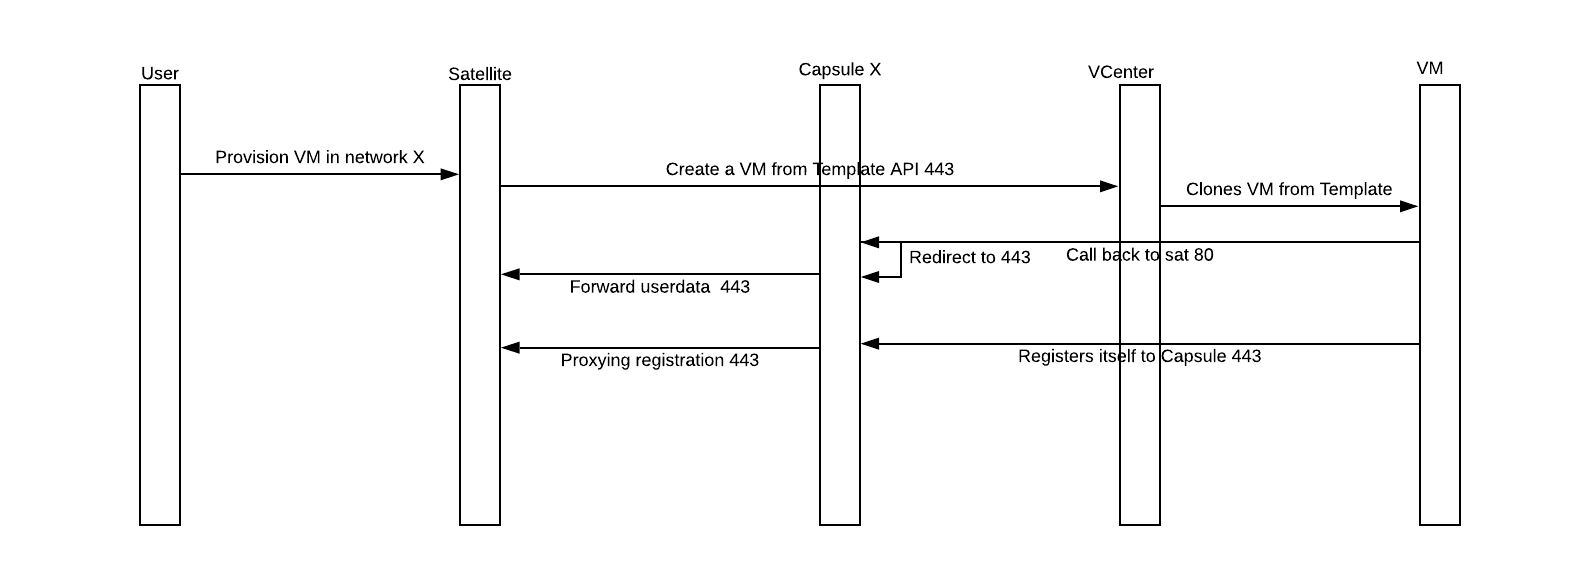 User
Satellite
Capsule X
VCenter
VM
Provision VM in network X
Create a VM from Template API 443
Clones VM from Template
Call back to sat 80
Redirect to 443
Forward userdata  443
Registers itself to Capsule 443
Proxying registration 443